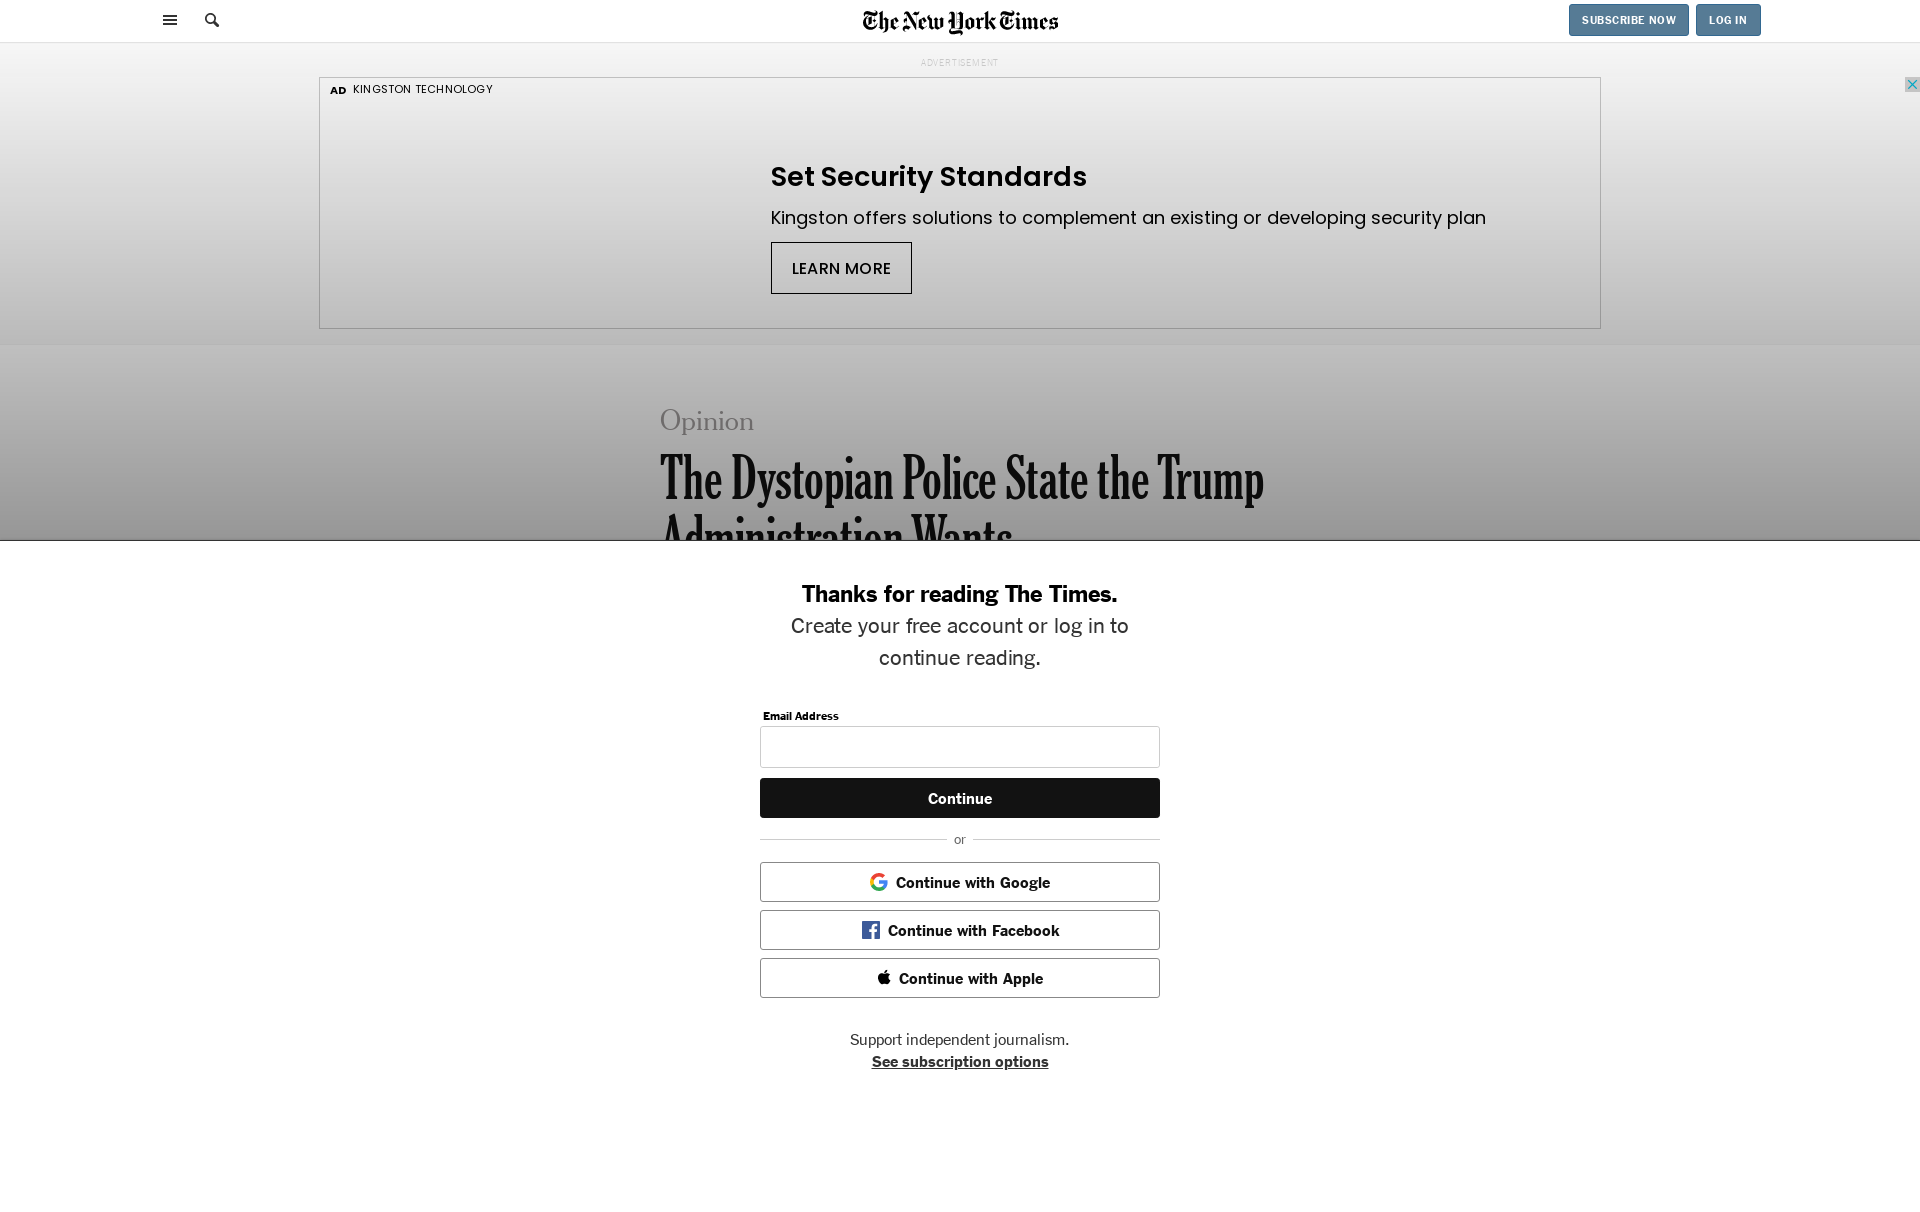 The New York Times
SUBSCRIBE NOW
LOG IN
ADVERTISEMENT
AD KINGSTON TECHNOLOGY
Set Security Standards
Kingston offers solutions to complement an existing or developing security plan
LEARN MORE
Opinion
The Dystopian Police State the Trump
Administration Wants
Thanks for reading The Times.
Create your free account or log in to
continue reading.
Email Address
Continue
or
Continue with Google
Continue with Facebook
Continue with Apple
Support independent journalism.
See subscription options